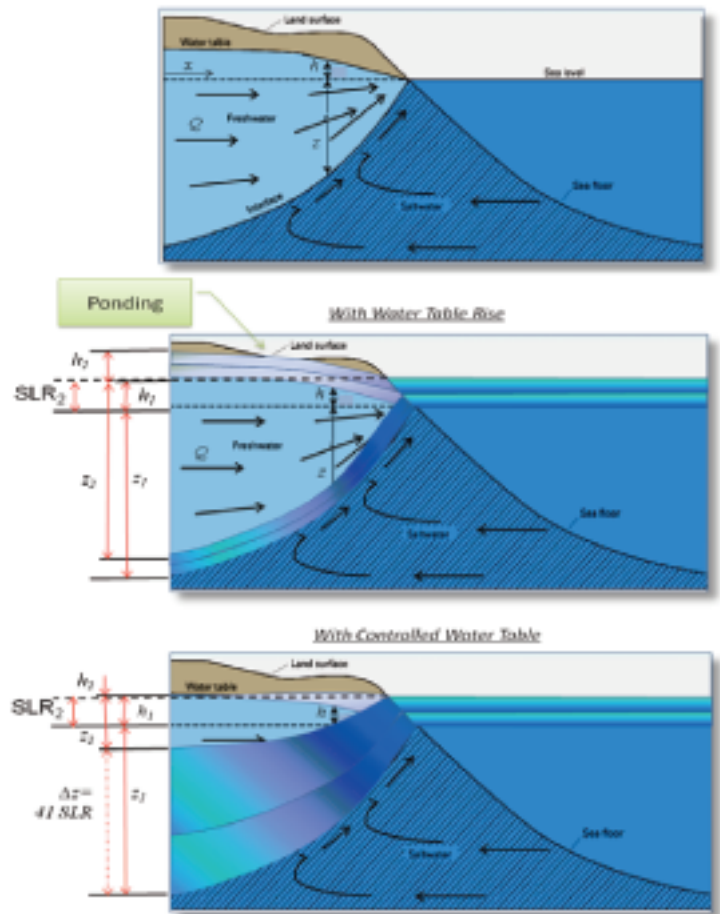 Land surface
Water table
x
h
Sea level
Q
Freshwater
z
Interface
Sea floor
Saltwater
Ponding
With Water Table Rise
Land surface
h2
SLR2
h1
h
Q
Freshwater
z2
z1
z
Sea floor
Saltwater
With Controlled Water Table
Land surface
h2
Water table
SLR2
h1
h
z2
Δz=
41 SLR
z1
Sea floor
Saltwater